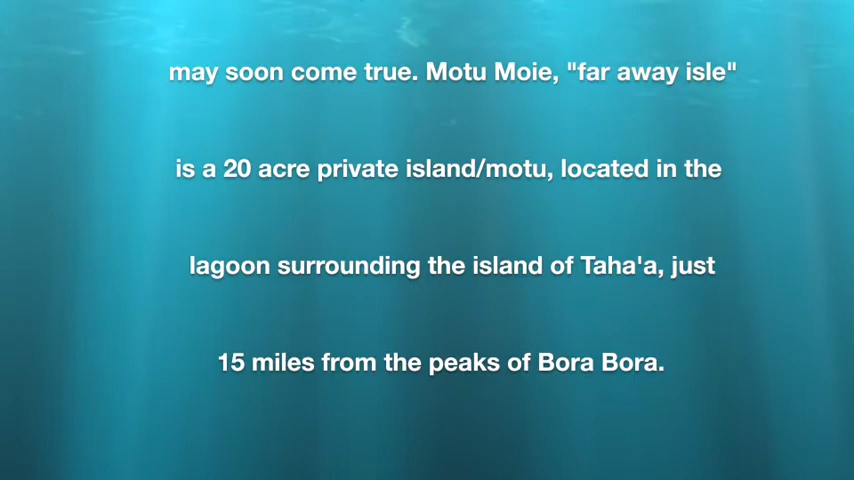 may soon come true. Motu Moie, "far away isle"
is a 20 acre private island/motu, located in the
lagoon surrounding the island of Taha'a, just
15 miles from the peaks of Bora Bora.